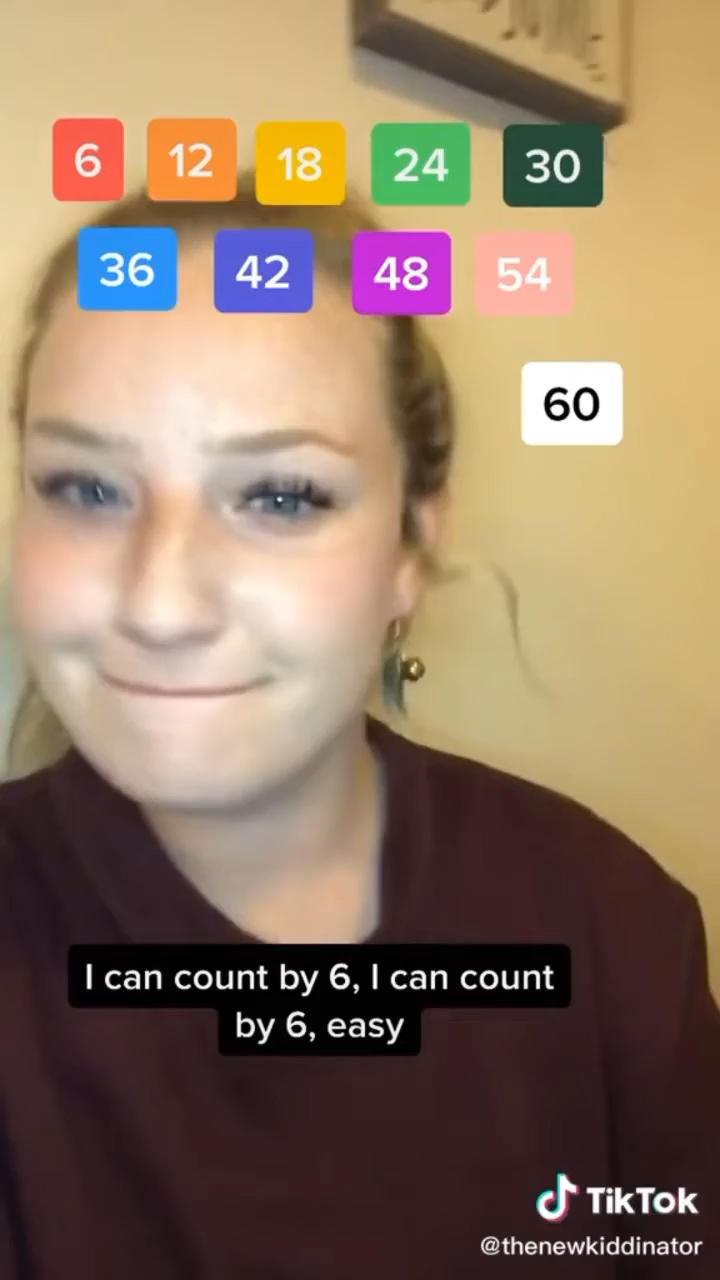 6 12 18 24 30
36 42 48 54
60
I can count by 6, I can count
by 6, easy
TikTok
@thenewkiddinator